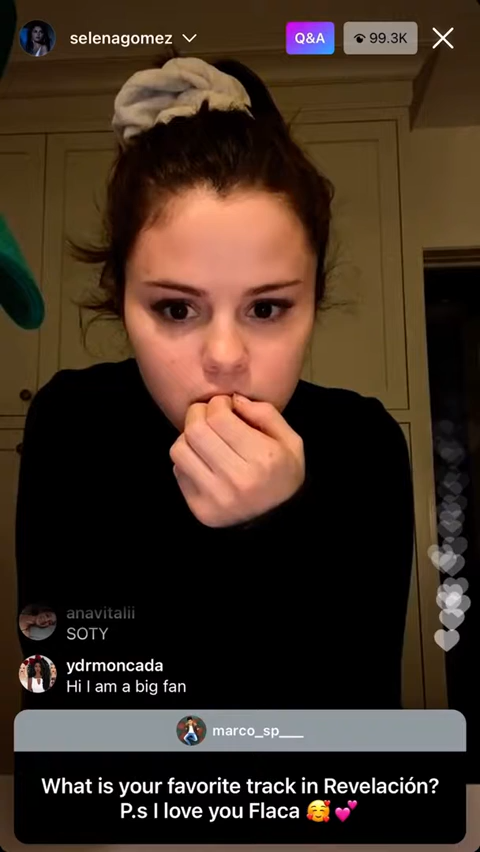 selenagomez
Q&A
99.3K
anavitalii
SOTY
ydrmoncada
Hi I am a big fan
marco_sp___
What is your favorite track in Revelación?
P.s I love you Flaca 🥰 💕